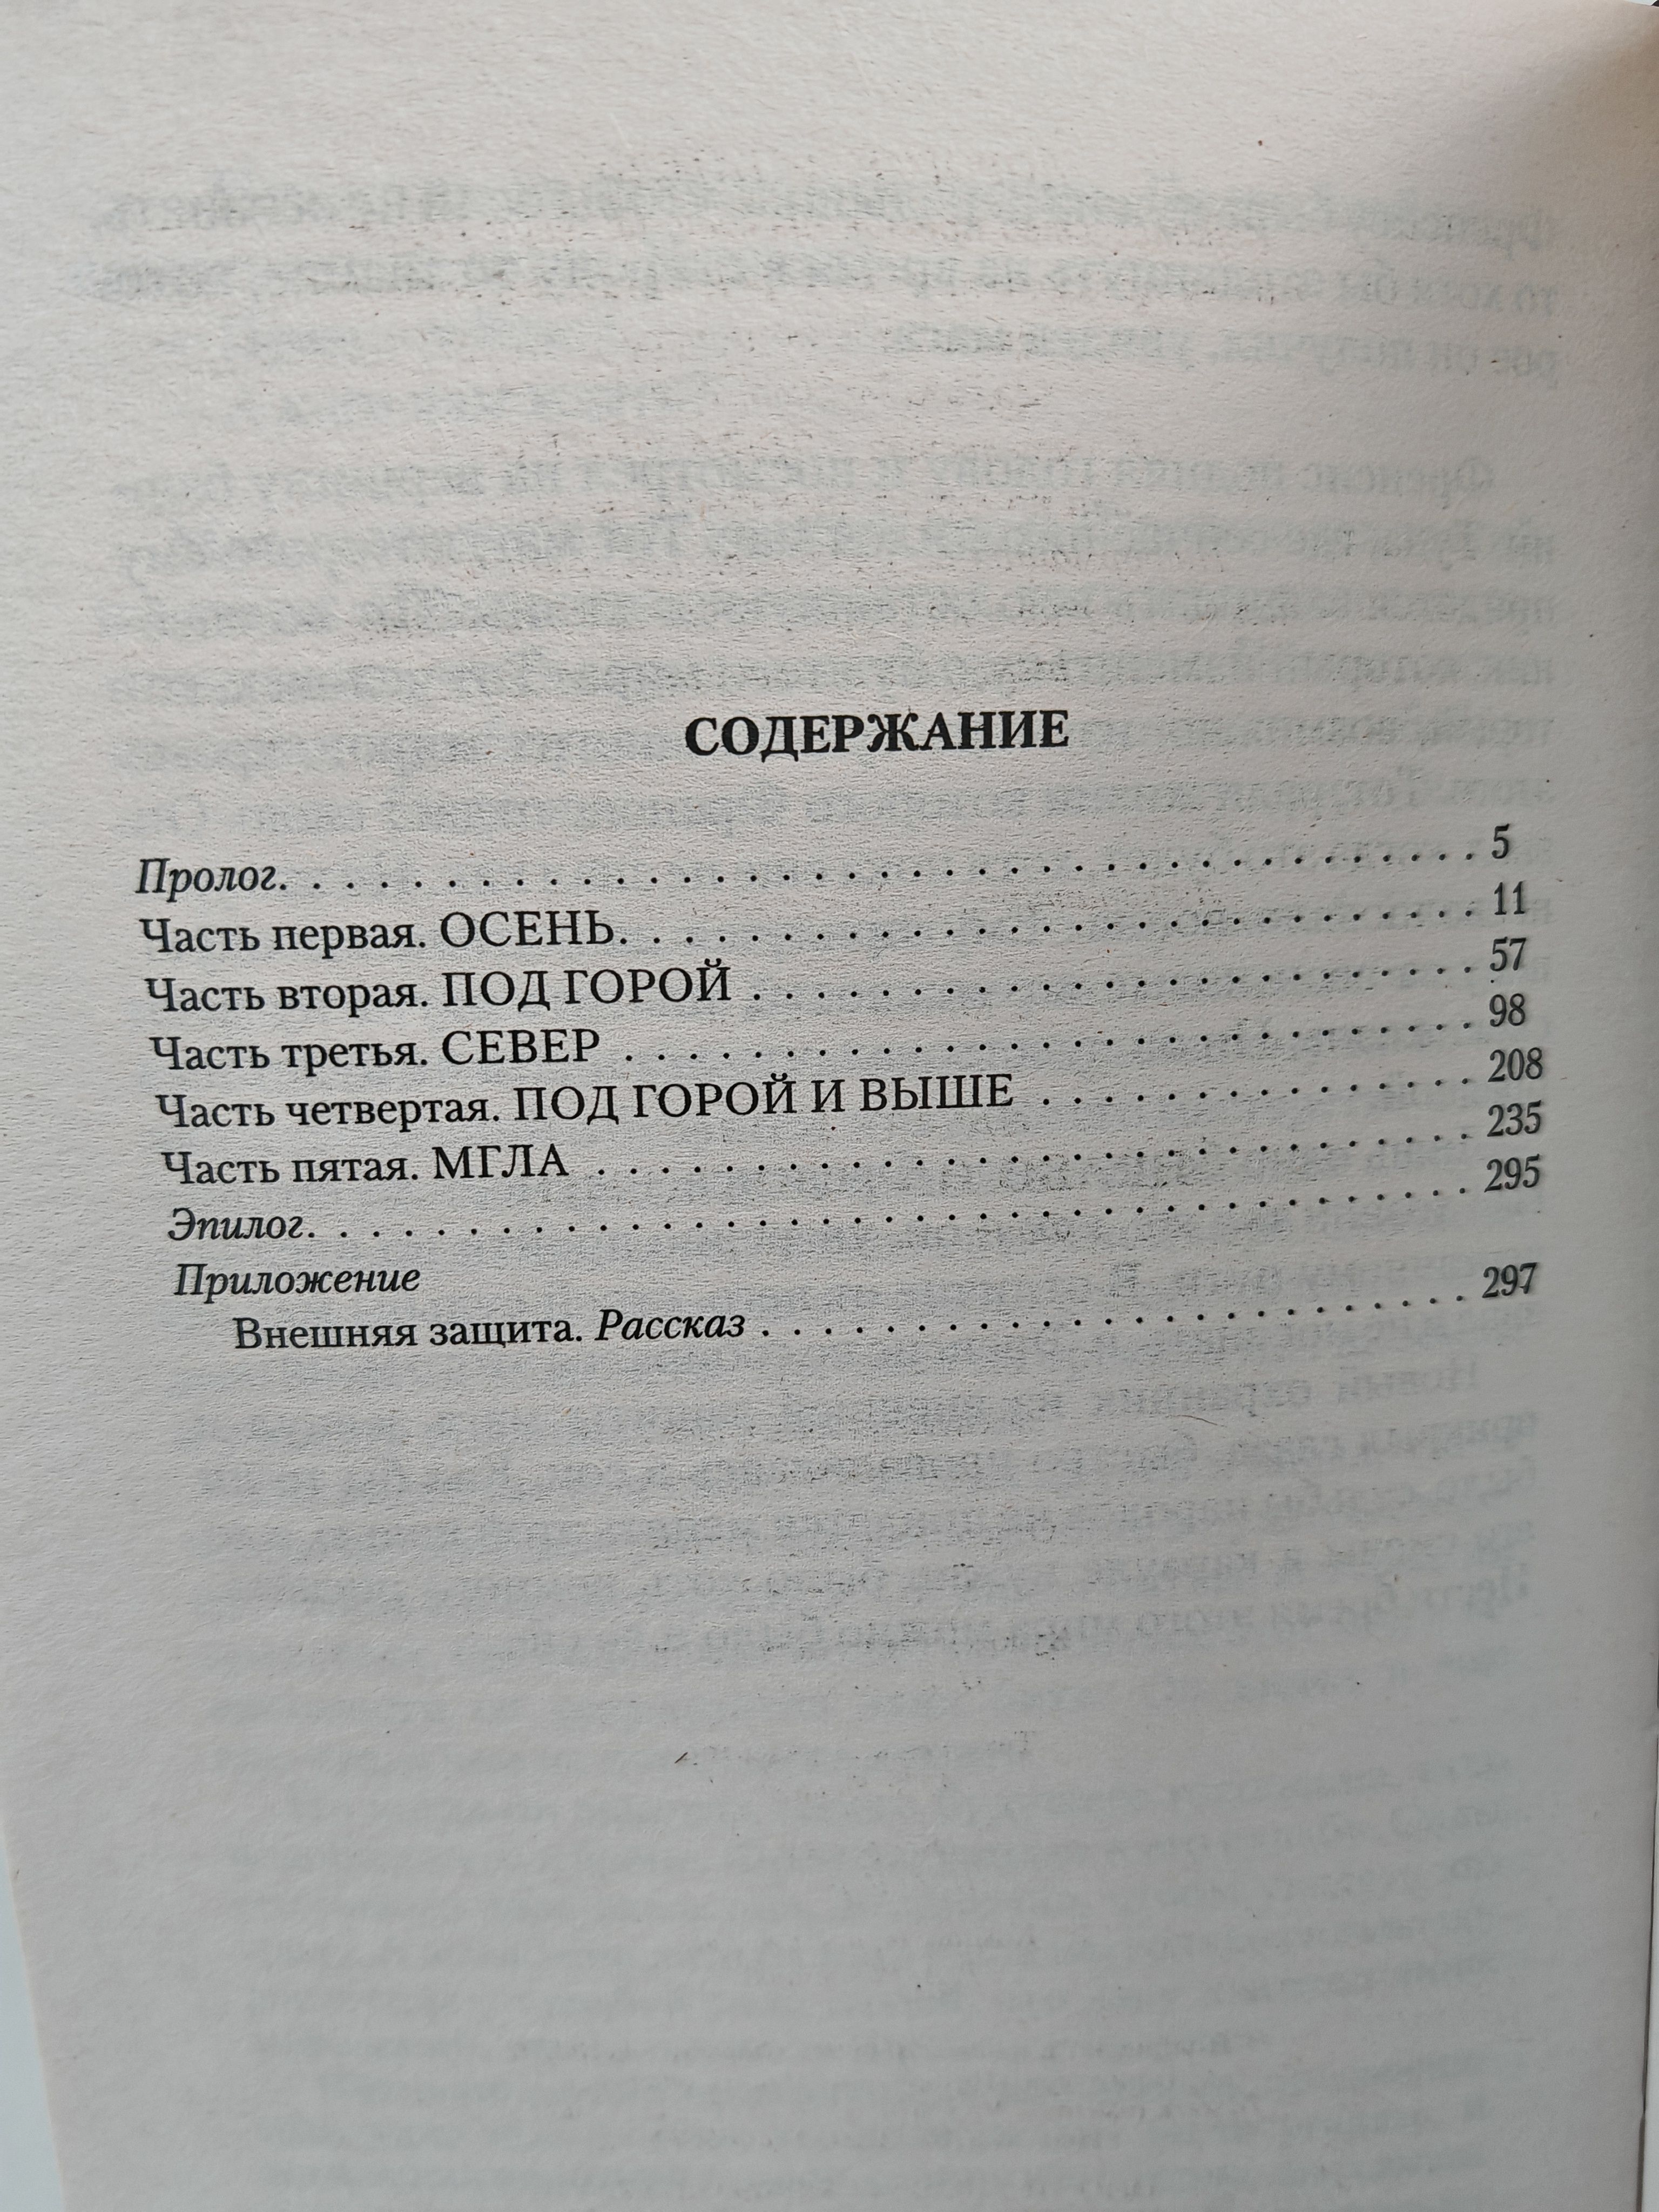 СОДЕРЖАНИЕ
Пролог. . . . . . . . . . . . . . . . . . . . . . . . . . . . . . . . . . . . . . 5
Часть первая. ОСЕНЬ. . . . . . . . . . . . . . . . . . . . . . . . . . . 11
Часть вторая. ПОД ГОРОЙ . . . . . . . . . . . . . . . . . . . . . . . 57
Часть третья. СЕВЕР . . . . . . . . . . . . . . . . . . . . . . . . . . . 98
Часть четвертая. ПОД ГОРОЙ И ВЫШЕ . . . . . . . . . . . . . . 208
Часть пятая. МГЛА . . . . . . . . . . . . . . . . . . . . . . . . . . . . 235
Эпилог. . . . . . . . . . . . . . . . . . . . . . . . . . . . . . . . . . . . . 295
Приложение
Внешняя защита. Рассказ . . . . . . . . . . . . . . . . . . . . . . 297